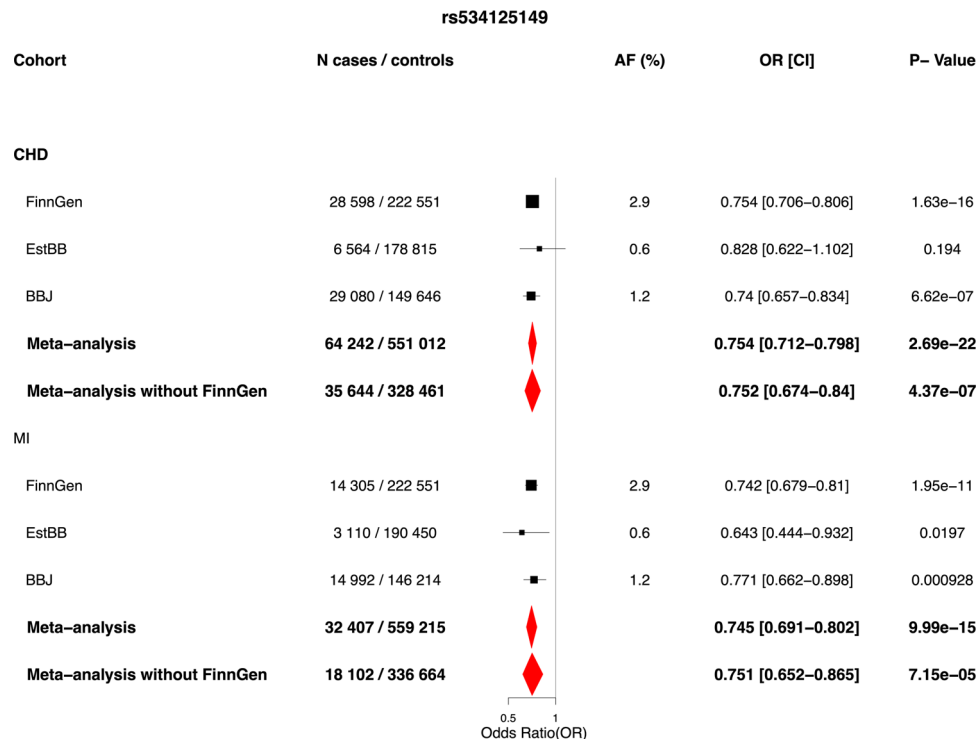 rs534125149
Cohort N cases / controls AF (%) OR [CI] P− Value
CHD
FinnGen 28 598 / 222 551 2.9 0.754 [0.706−0.806] 1.63e−16
EstBB 6 564 / 178 815 0.6 0.828 [0.622−1.102] 0.194
BBJ 29 080 / 149 646 1.2 0.74 [0.657−0.834] 6.62e−07
Meta−analysis 64 242 / 551 012 0.754 [0.712−0.798] 2.69e−22
Meta−analysis without FinnGen 35 644 / 328 461 0.752 [0.674−0.84] 4.37e−07
MI
FinnGen 14 305 / 222 551 2.9 0.742 [0.679−0.81] 1.95e−11
EstBB 3 110 / 190 450 0.6 0.643 [0.444−0.932] 0.0197
BBJ 14 992 / 146 214 1.2 0.771 [0.662−0.898] 0.000928
Meta−analysis 32 407 / 559 215 0.745 [0.691−0.802] 9.99e−15
Meta−analysis without FinnGen 18 102 / 336 664 0.751 [0.652−0.865] 7.15e−05
0.5 1
Odds Ratio(OR)